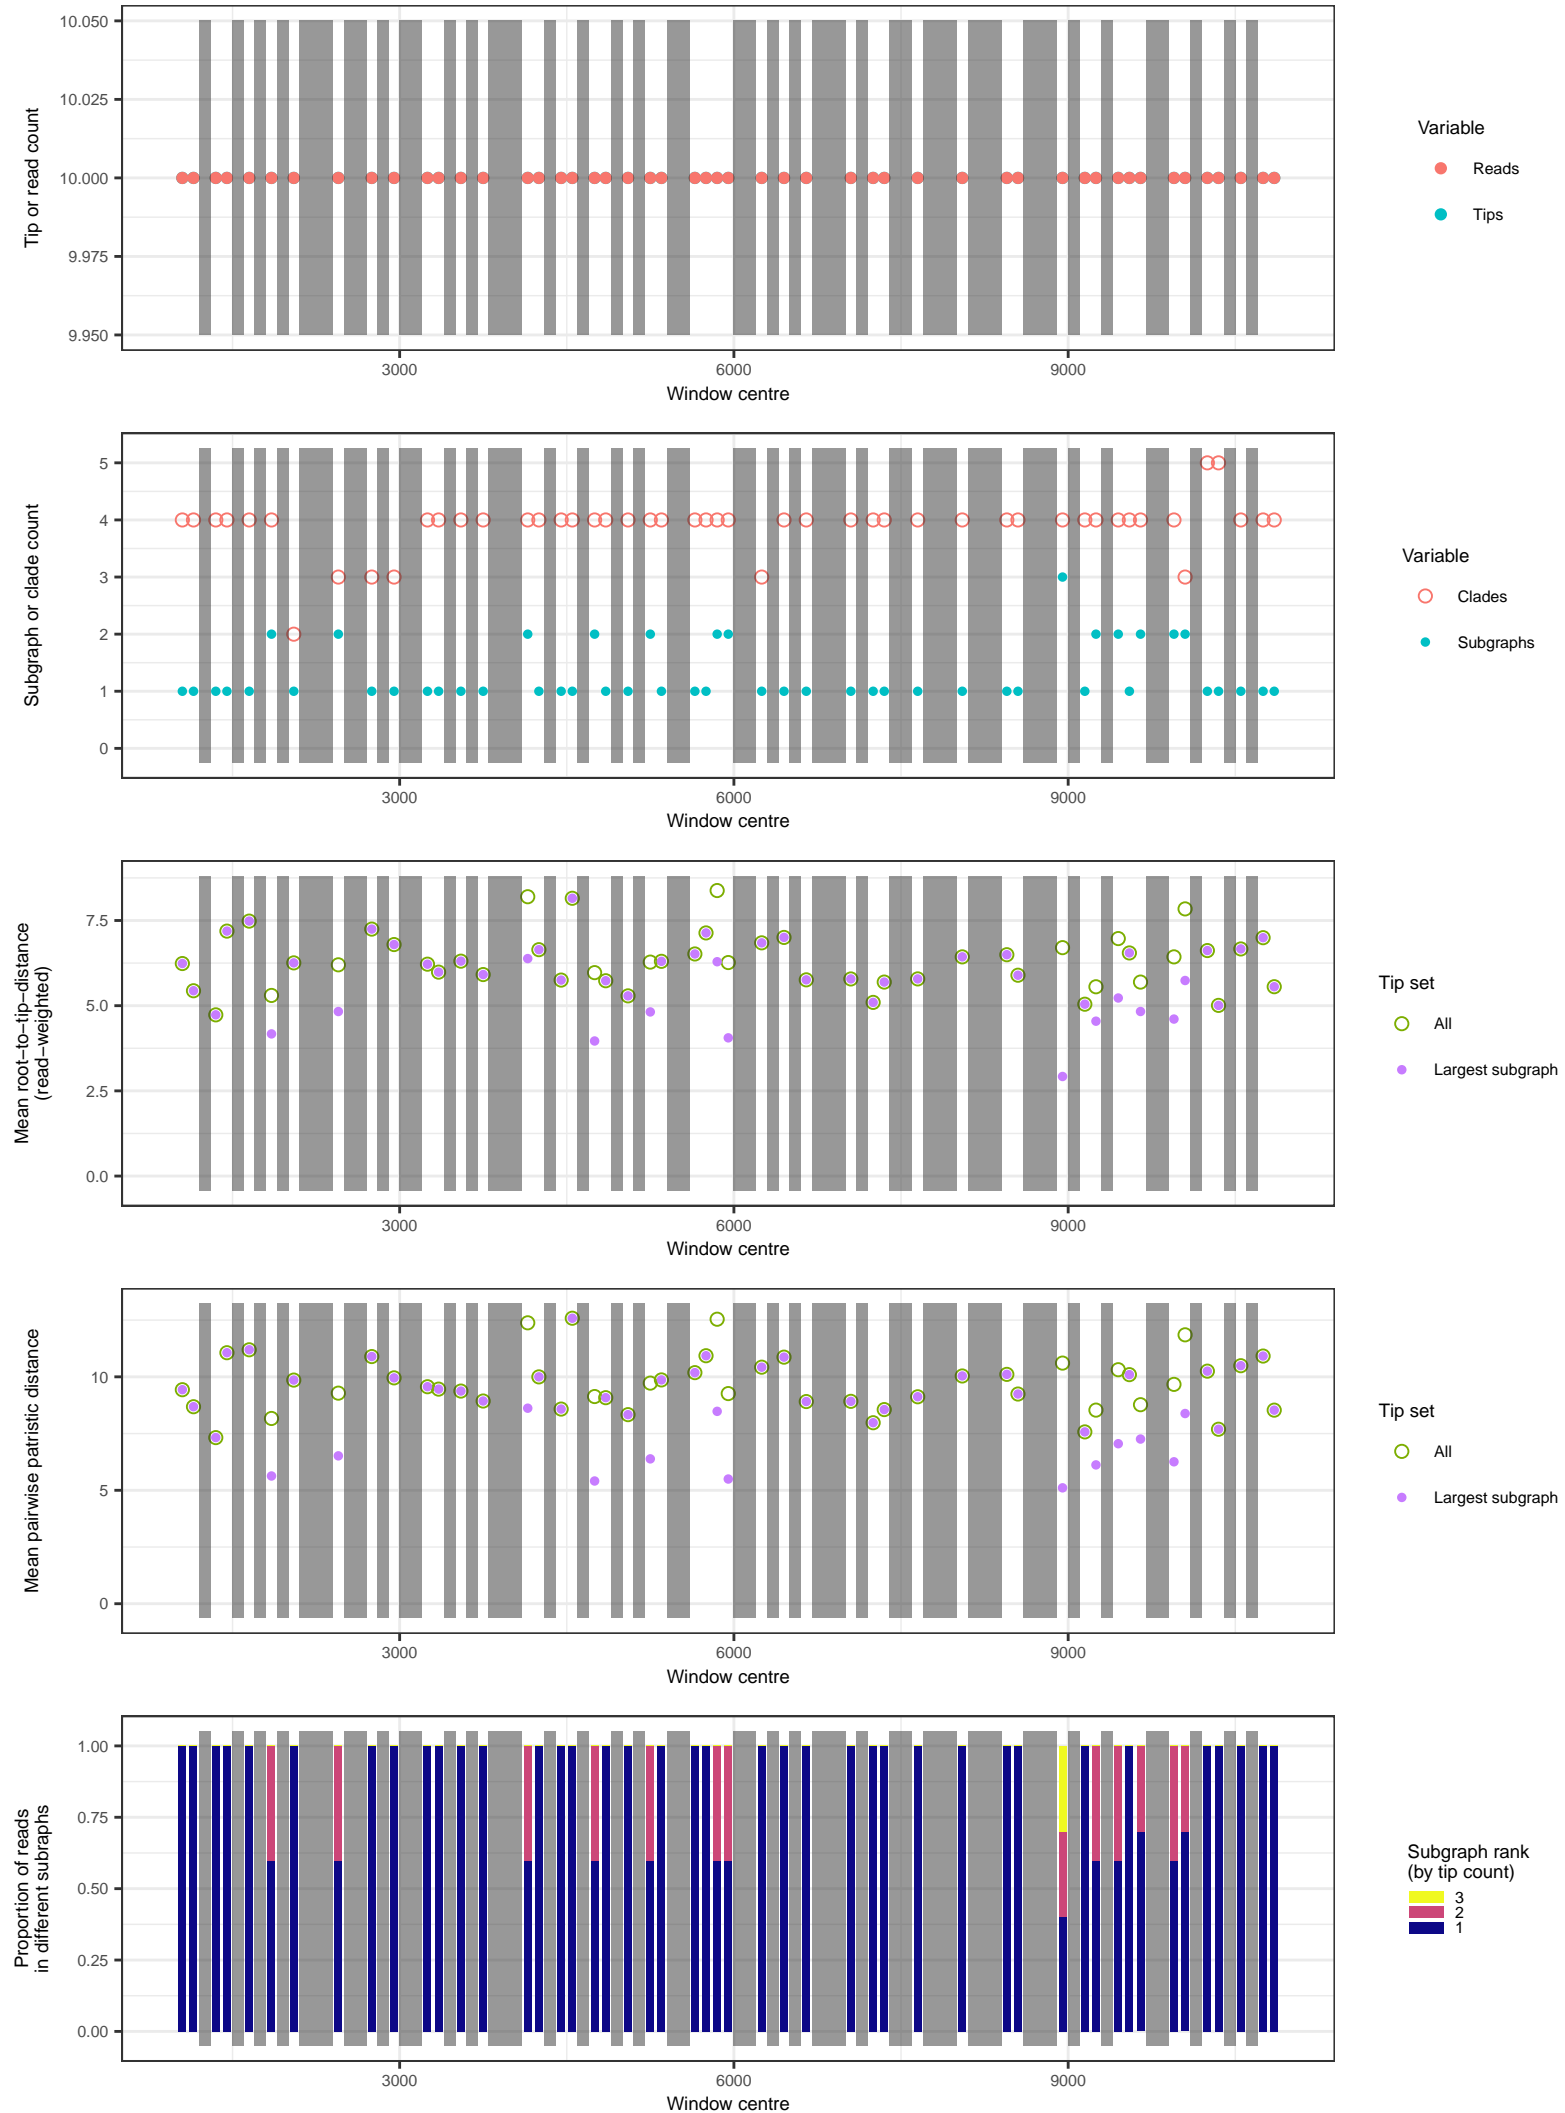 10.050
10.025
10.000
9.975
9.950
Tip or read count
3000 6000 9000
Window centre
Variable
Reads
Tips
5
4
3
2
1
0
Subgraph or clade count
3000 6000 9000
Window centre
Variable
Clades
Subgraphs
7.5
5.0
2.5
0.0
Mean root−to−tip−distance
(read−weighted)
3000 6000 9000
Window centre
Tip set
All
Largest subgraph
10
5
0
Mean pairwise patristic distance
3000 6000 9000
Window centre
Tip set
All
Largest subgraph
1.00
0.75
0.50
0.25
0.00
Proportion of reads
in different subraphs
3000 6000 9000
Window centre
Subgraph rank
(by tip count)
3
2
1